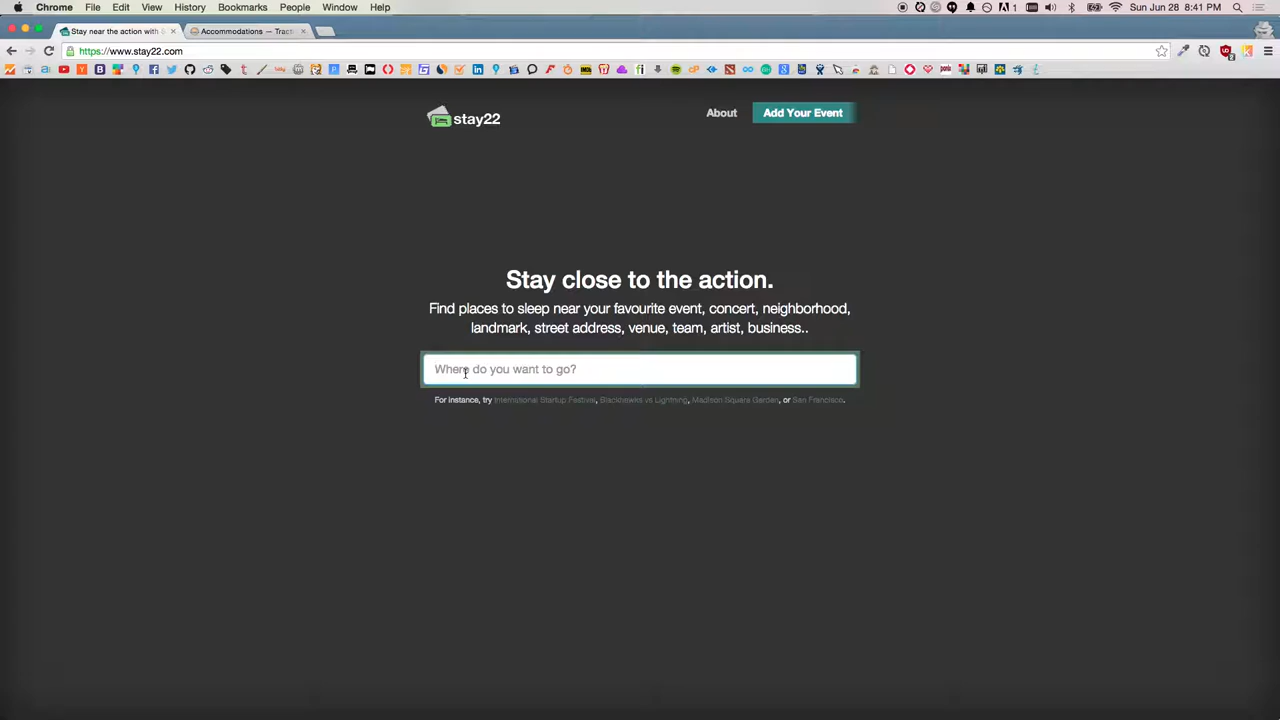 Chrome File Edit View History Bookmarks People Window Help
1 Sun Jun 28 8:41 PM
Stay near the action with
Accommodations — Tracti
https://www.stay22.com
stay22
About
Add Your Event
Stay close to the action.
Find places to sleep near your favourite event, concert, neighborhood,
landmark, street address, venue, team, artist, business..
Where do you want to go?
For instance, try International Startup Festival, Blackhawks vs Lightning, Madison Square Garden, or San Francisco.